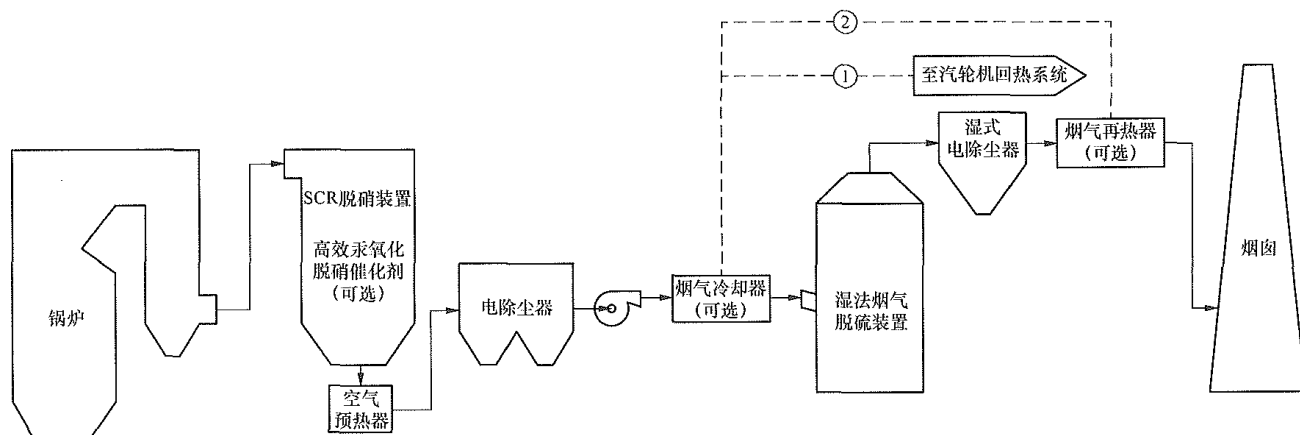 ②
①
至汽轮机回热系统
湿式
电除尘器
烟气再热器
(可选)
SCR脱硝装置
高效汞氧化
脱硝催化剂
(可选)
锅炉
空气
预热器
电除尘器
烟气冷却器
(可选)
湿法烟气
脱硫装置
烟囱